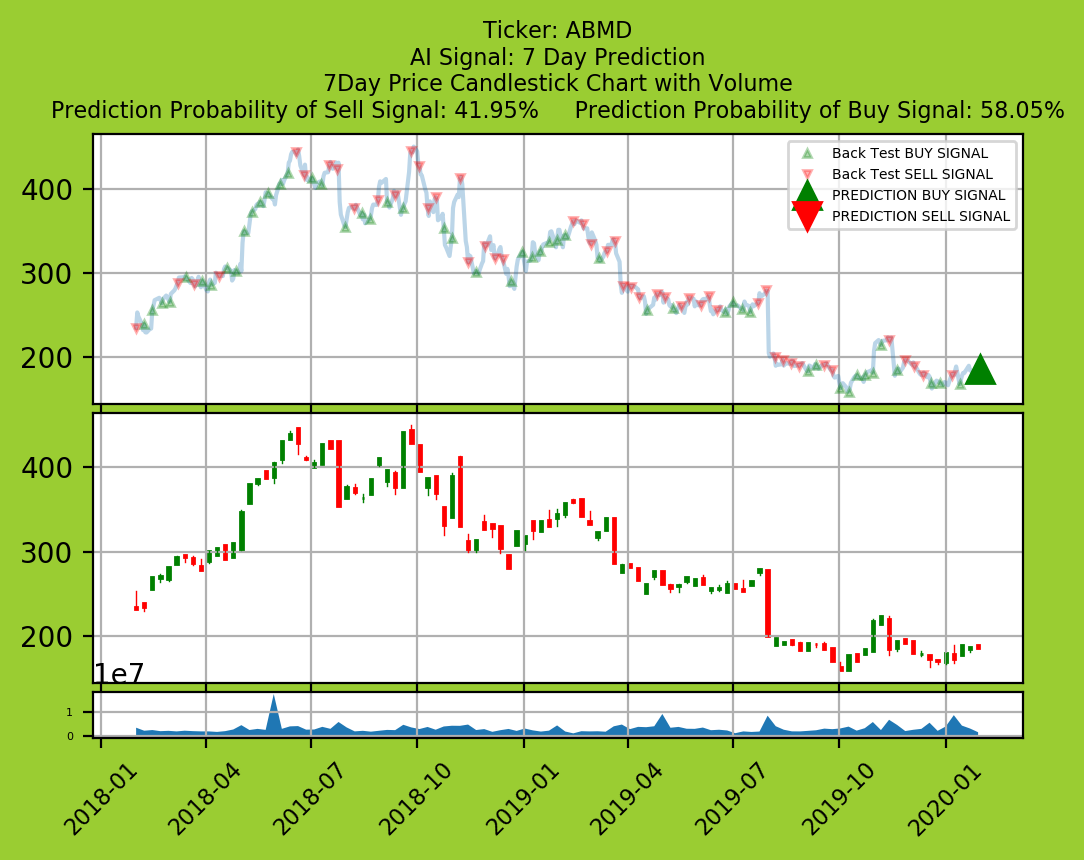 Ticker: ABMD
AI Signal: 7 Day Prediction
7Day Price Candlestick Chart with Volume
Prediction Probability of Sell Signal: 41.95%     Prediction Probability of Buy Signal: 58.05%
Back Test BUY SIGNAL
Back Test SELL SIGNAL
PREDICTION BUY SIGNAL
PREDICTION SELL SIGNAL
400
300
200
400
300
200
1e7
1
0
2018-01 2018-04 2018-07 2018-10 2019-01 2019-04 2019-07 2019-10 2020-01